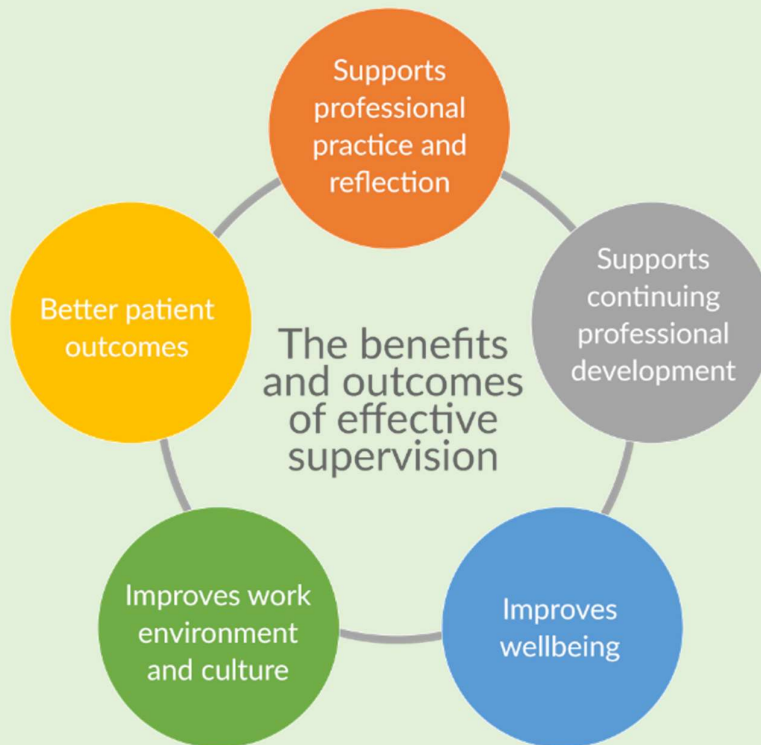 Supports
professional
practice and
reflection
Supports
continuing
professional
development
Improves
wellbeing
Improves work
environment
and culture
Better patient
outcomes
The benefits
and outcomes
of effective
supervision